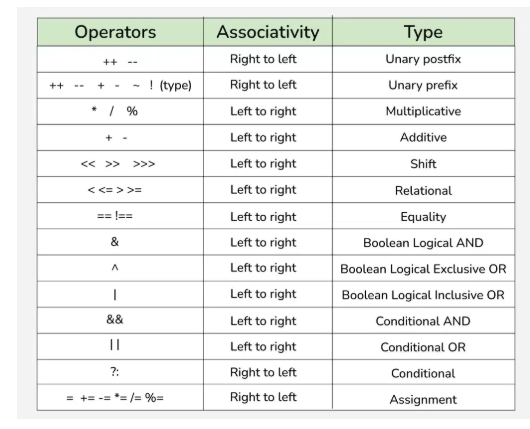 Operators Associativity Type
++ -- Right to left Unary postfix
++ -- + - ~ ! (type) Right to left Unary prefix
* / % Left to right Multiplicative
+ - Left to right Additive
<< >> >>> Left to right Shift
< <= > >= Left to right Relational
== !== Left to right Equality
& Left to right Boolean Logical AND
^ Left to right Boolean Logical Exclusive OR
| Left to right Boolean Logical Inclusive OR
&& Left to right Conditional AND
|| Left to right Conditional OR
?: Right to left Conditional
= += -= *= /= %= Right to left Assignment